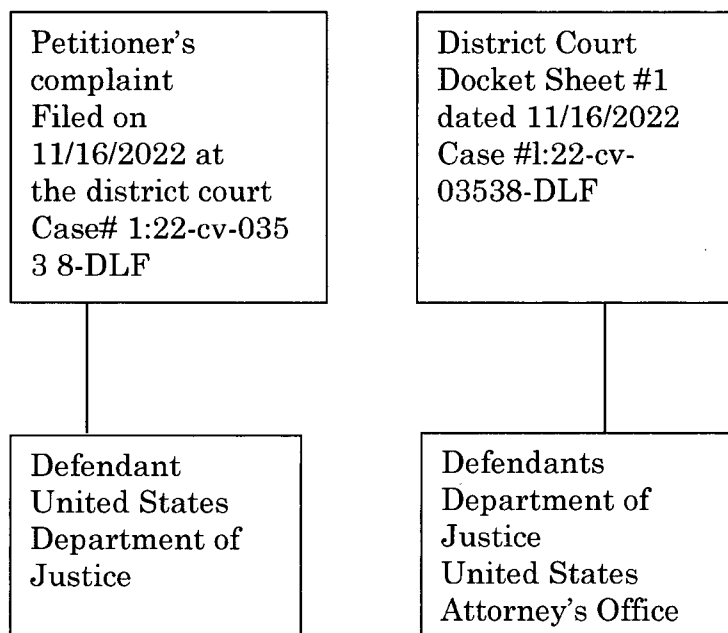 Petitioner's
complaint
Filed on
11/16/2022 at
the district court
Case# 1:22-cv-035
3 8-DLF
District Court
Docket Sheet #1
dated 11/16/2022
Case #l:22-cv-
03538-DLF
Defendant
United States
Department of
Justice
Defendants
Department of
Justice
United States
Attorney's Office